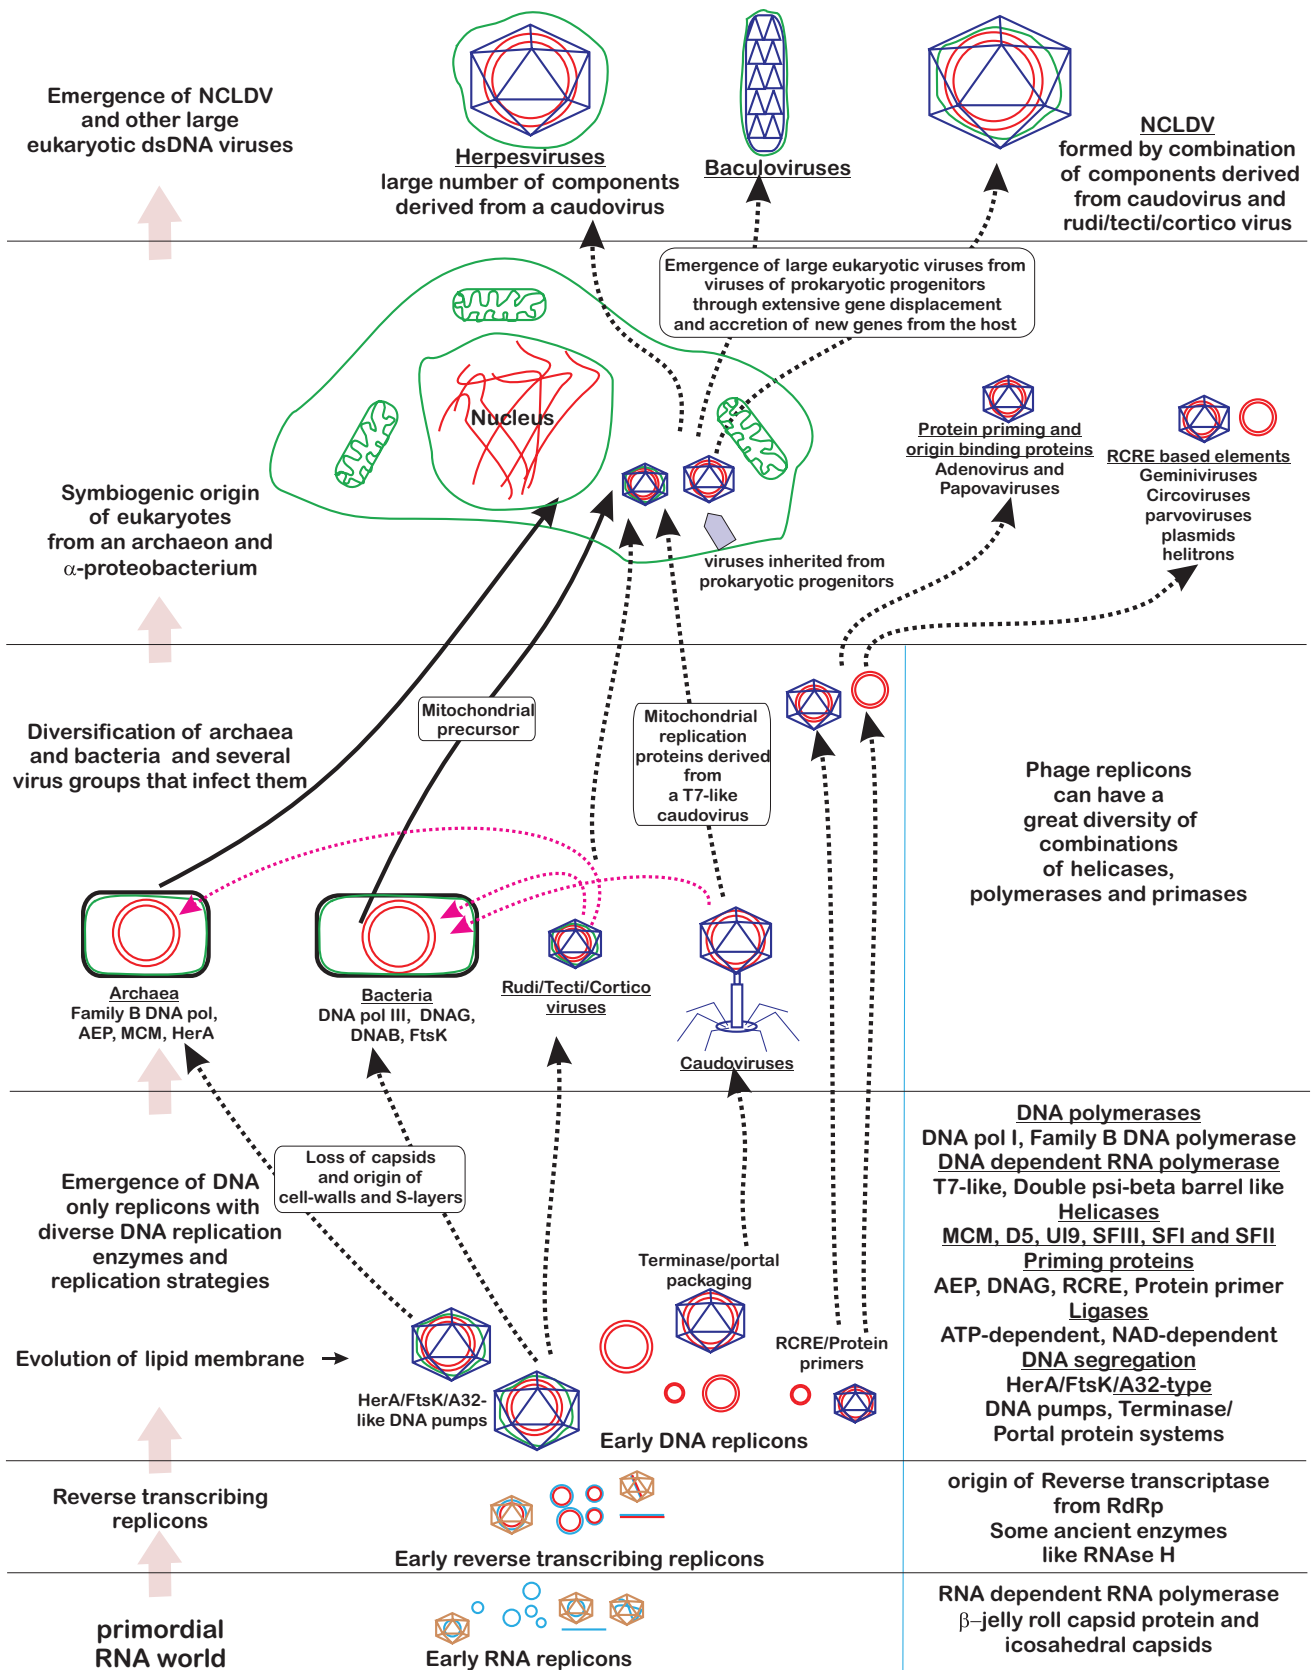 Emergence of NCLDV
and other large
eukaryotic dsDNA viruses
Herpesviruses
large number of components
derived from a caudovirus
Baculoviruses
NCLDV
formed by combination
of components derived
from caudovirus and
rudi/tecti/cortico virus
Emergence of large eukaryotic viruses from
viruses of prokaryotic progenitors
through extensive gene displacement
and accretion of new genes from the host
Nucleus
Symbiogenic origin
of eukaryotes
from an archaeon and
α-proteobacterium
viruses inherited from
prokaryotic progenitors
Protein priming and
origin binding proteins
Adenovirus and
Papovaviruses
RCRE based elements
Geminiviruses
Circoviruses
parvoviruses
plasmids
helitrons
Diversification of archaea
and bacteria and several
virus groups that infect them
Mitochondrial
precursor
Mitochondrial
replication
proteins derived
from
a T7-like
caudovirus
Phage replicons
can have a
great diversity of
combinations
of helicases,
polymerases and primases
Archaea
Family B DNA pol,
AEP, MCM, HerA
Bacteria
DNA pol III, DNAG,
DNAB, FtsK
Rudi/Tecti/Cortico
viruses
Caudoviruses
Emergence of DNA
only replicons with
diverse DNA replication
enzymes and
replication strategies
Loss of capsids
and origin of
cell-walls and S-layers
Terminase/portal
packaging
RCRE/Protein
primers
Evolution of lipid membrane
HerA/FtsK/A32-
like DNA pumps
Early DNA replicons
DNA polymerases
DNA pol I, Family B DNA polymerase
DNA dependent RNA polymerase
T7-like, Double psi-beta barrel like
Helicases
MCM, D5, Ul9, SFIII, SFI and SFII
Priming proteins
AEP, DNAG, RCRE, Protein primer
Ligases
ATP-dependent, NAD-dependent
DNA segregation
HerA/FtsK/A32-type
DNA pumps, Terminase/
Portal protein systems
Reverse transcribing
replicons
Early reverse transcribing replicons
origin of Reverse transcriptase
from RdRp
Some ancient enzymes
like RNAse H
primordial
RNA world
Early RNA replicons
RNA dependent RNA polymerase
β–jelly roll capsid protein and
icosahedral capsids